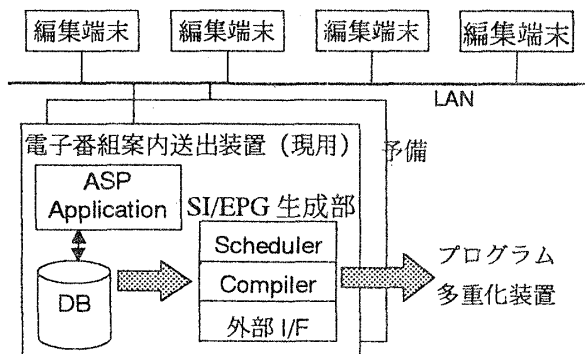 編集端末
編集端末
編集端末
編集端末
LAN
電子番組案内送出装置（現用）
予備
ASP
Application
SI/EPG 生成部
Scheduler
Compiler
外部 I/F
DB
プログラム
多重化装置